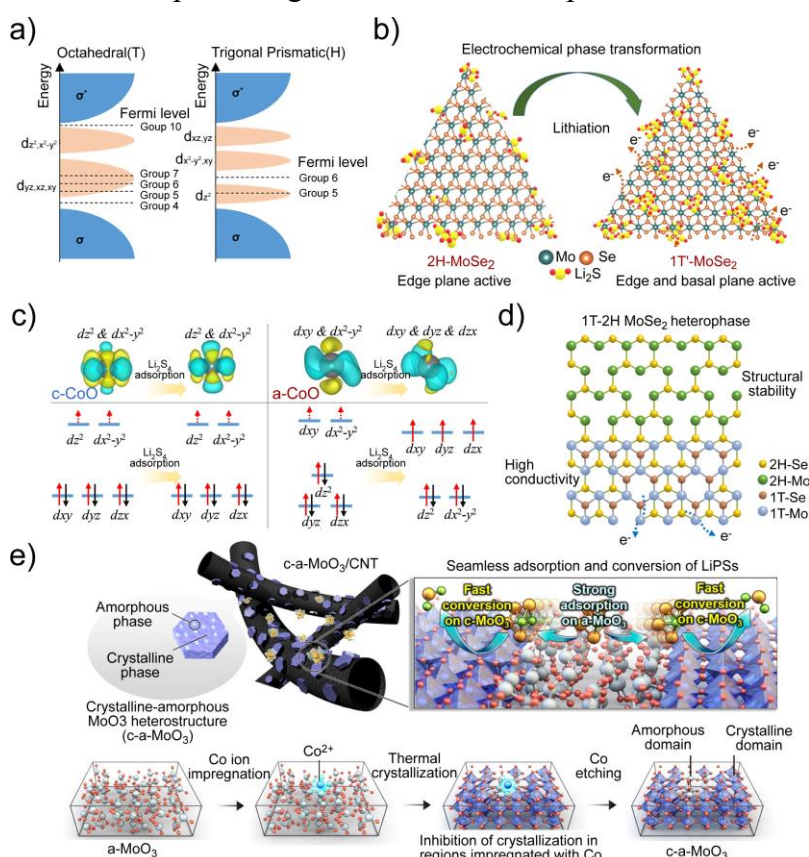 a)
Octahedral(T)
Trigonal Prismatic(H)
Energy
σ*
Fermi level
Group 10
dz²,x²-y²
Group 7
Group 6
Group 5
Group 4
dyz,xz,xy
σ
Energy
σ*
dxz,yz
dx²-y²,xy
Fermi level
Group 6
Group 5
dz²
σ
b)
Electrochemical phase transformation
Lithiation
e⁻
e⁻
e⁻
e⁻
e⁻
2H-MoSe₂
Mo
Se
Li₂S
1T'-MoSe₂
Edge plane active
Edge and basal plane active
c)
dz² & dx²-y²
dz² & dx²-y²
Li₂S₄
adsorption
c-CoO
dz²
dx²-y²
dz²
dx²-y²
Li₂S₄
adsorption
dxy
dyz
dzx
dxy
dyz
dzx
dxy & dx²-y²
dxy & dyz & dzx
Li₂S₄
adsorption
a-CoO
dxy
dx²-y²
dxy
dyz
dzx
Li₂S₄
adsorption
dz²
dyz
dzx
dz²
dx²-y²
d)
1T-2H MoSe₂ heterophase
Structural
stability
High
conductivity
2H-Se
2H-Mo
1T-Se
1T-Mo
e⁻
e⁻
e)
c-a-MoO₃/CNT
Amorphous
phase
Crystalline
phase
Crystalline-amorphous
MoO3 heterostructure
(c-a-MoO₃)
Seamless adsorption and conversion of LiPSs
Fast
conversion
on c-MoO₃
Strong
adsorption
on a-MoO₃
Fast
conversion
on c-MoO₃
Co ion
impregnation
Co²⁺
Thermal
crystallization
Co
etching
Amorphous
domain
Crystalline
domain
a-MoO₃
Inhibition of crystallization in
regions impregnated with Co
c-a-MoO₃